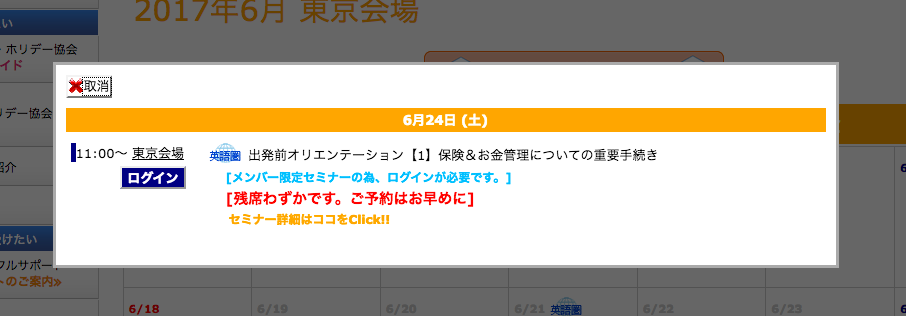 2017年6月 東京会場
い
ホリデー協会
イド
リデー協会
紹介
けたい
フルサポート
トのご案内»
取消
6月24日 (土)
11:00～ 東京会場
ログイン
英語圏 出発前オリエンテーション【1】保険＆お金管理についての重要手続き
[メンバー限定セミナーの為、ログインが必要です。]
[残席わずかです。ご予約はお早めに]
セミナー詳細はココをClick!!
6/18
6/19
6/20
6/21 英語圏
6/22
6/23